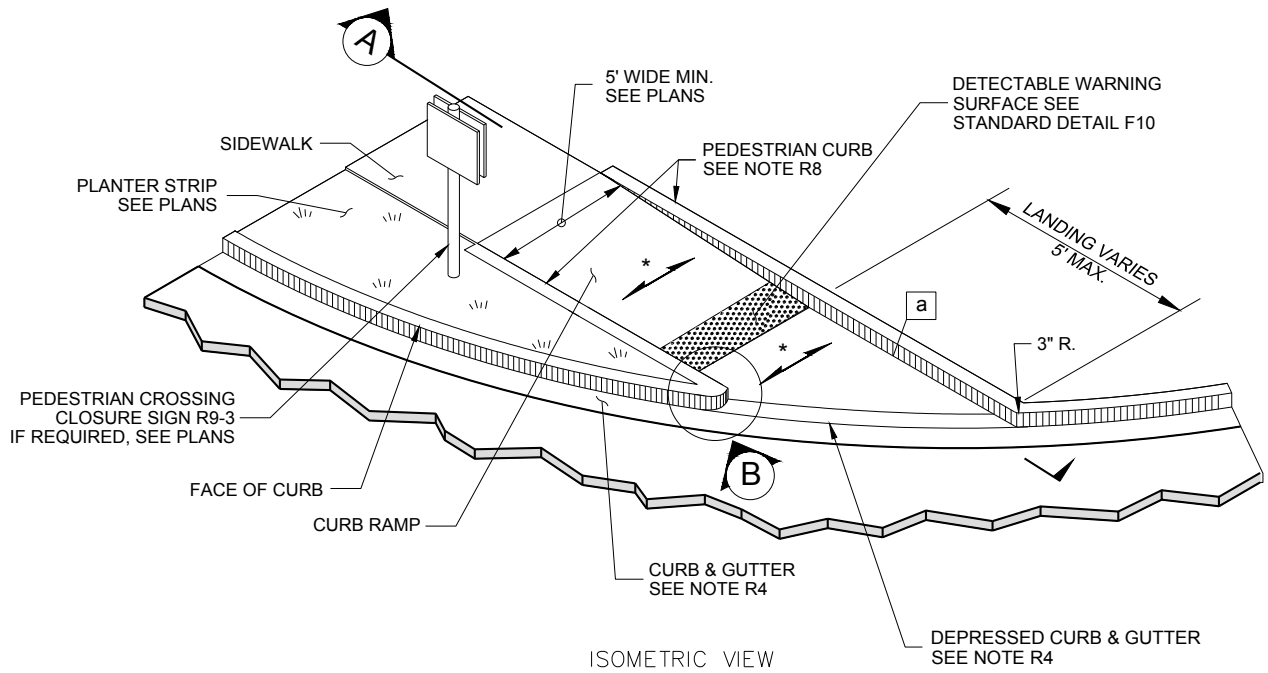 A
5' WIDE MIN.
SEE PLANS
DETECTABLE WARNING
SURFACE SEE
STANDARD DETAIL F10
SIDEWALK
PEDESTRIAN CURB
SEE NOTE R8
PLANTER STRIP
SEE PLANS
LANDING VARIES
5' MAX.
*
a
*
3" R.
PEDESTRIAN CROSSING
CLOSURE SIGN R9-3
IF REQUIRED, SEE PLANS
B
FACE OF CURB
CURB RAMP
CURB & GUTTER
SEE NOTE R4
DEPRESSED CURB & GUTTER
SEE NOTE R4
ISOMETRIC VIEW